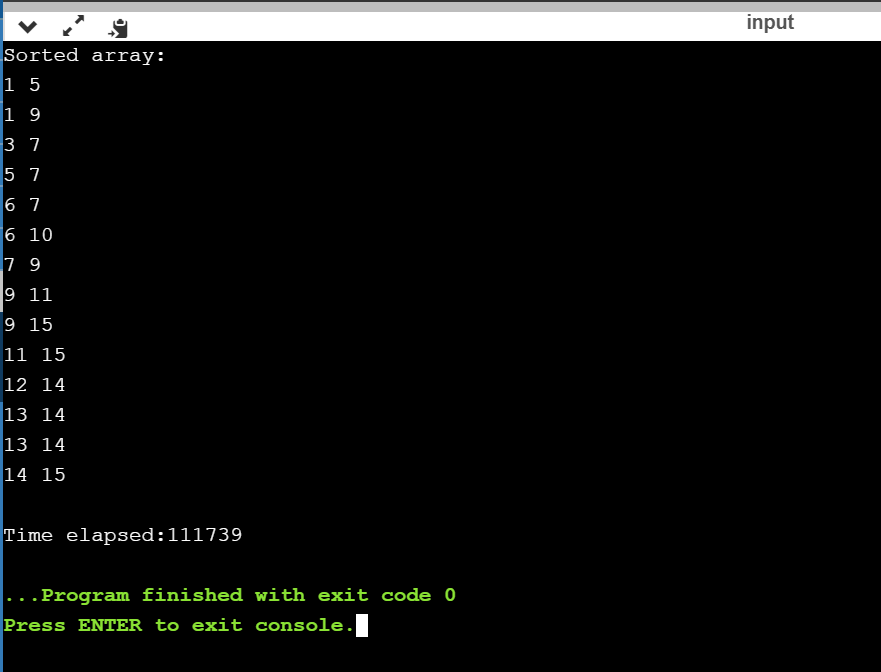 input
Sorted array:
1 5
1 9
3 7
5 7
6 7
6 10
7 9
9 11
9 15
11 15
12 14
13 14
13 14
14 15
Time elapsed:111739
...Program finished with exit code 0
Press ENTER to exit console.